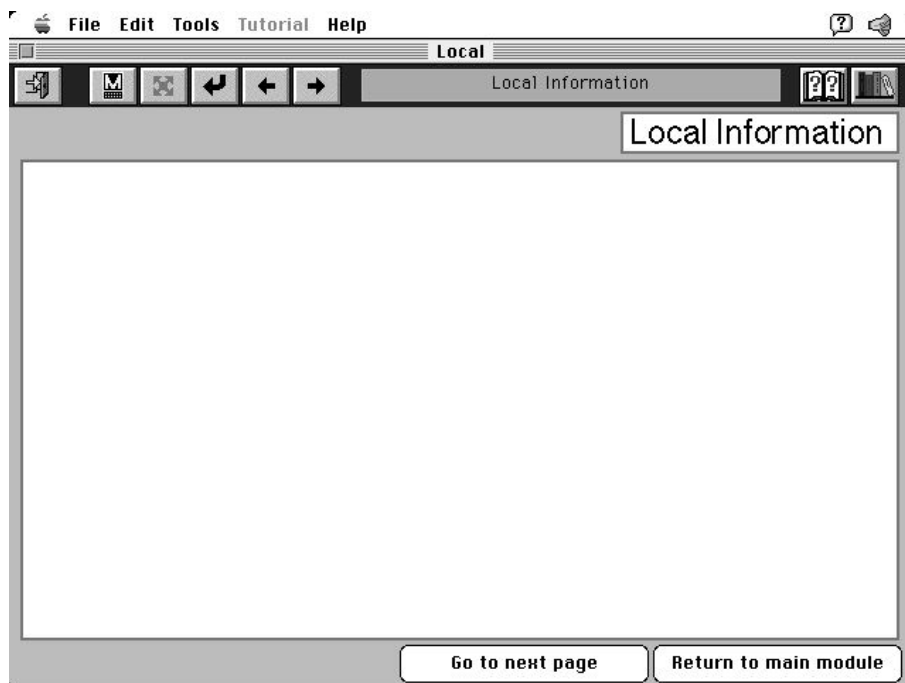 File Edit Tools Tutorial Help
Local
Local Information
Local Information
Go to next page Return to main module